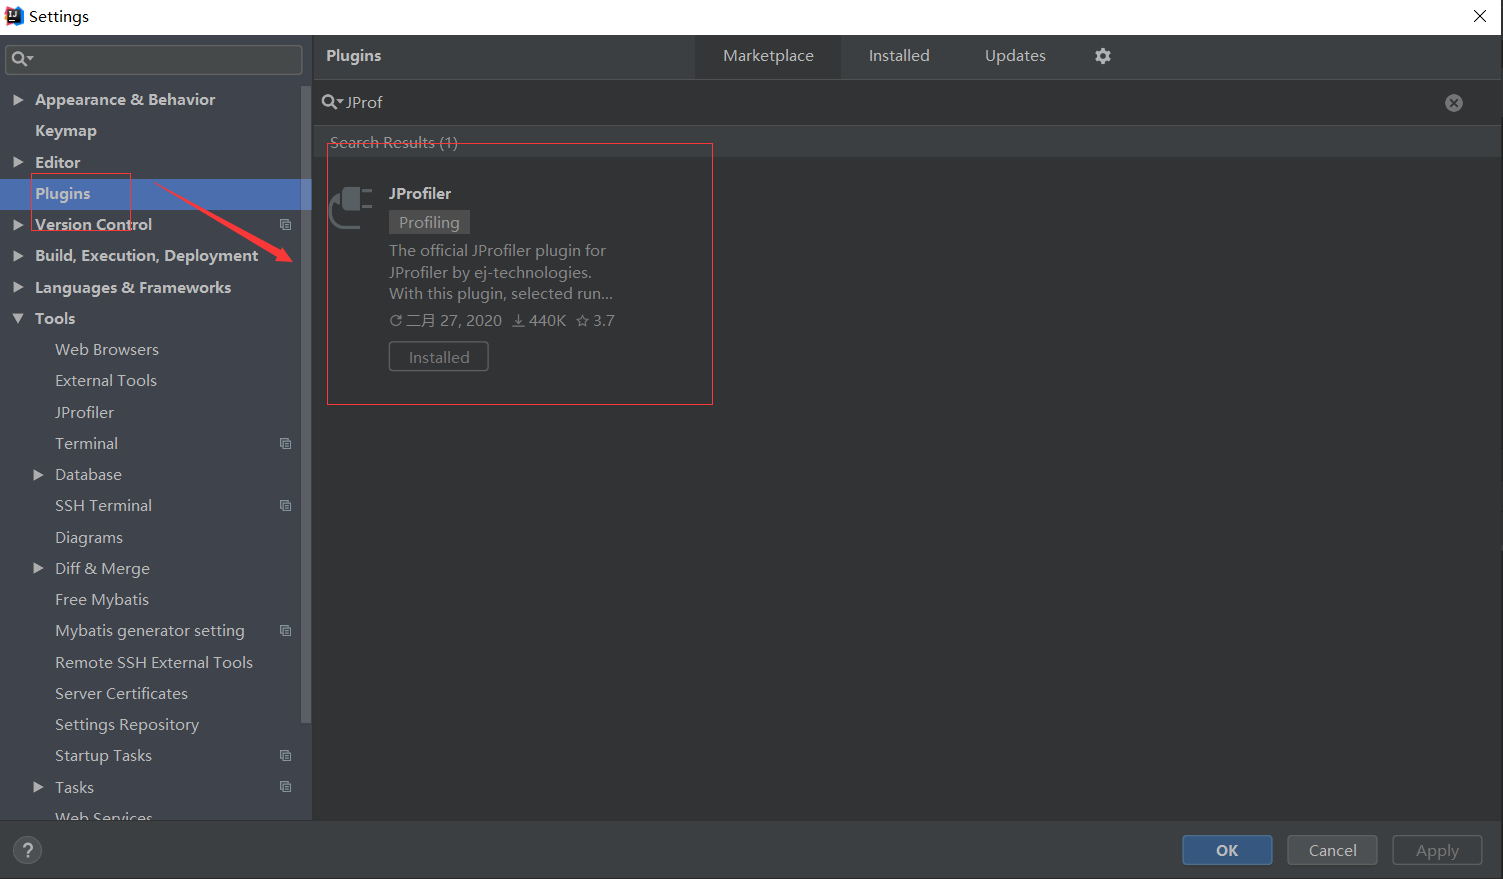 Settings
Plugins
Marketplace
Installed
Updates
JProf
Appearance & Behavior
Keymap
Editor
Plugins
Version Control
Build, Execution, Deployment
Languages & Frameworks
Tools
Web Browsers
External Tools
JProfiler
Terminal
Database
SSH Terminal
Diagrams
Diff & Merge
Free Mybatis
Mybatis generator setting
Remote SSH External Tools
Server Certificates
Settings Repository
Startup Tasks
Tasks
Web Services
Search Results (1)
JProfiler
Profiling
The official JProfiler plugin for
JProfiler by ej-technologies.
With this plugin, selected run...
二月 27, 2020 440K 3.7
Installed
?
OK
Cancel
Apply